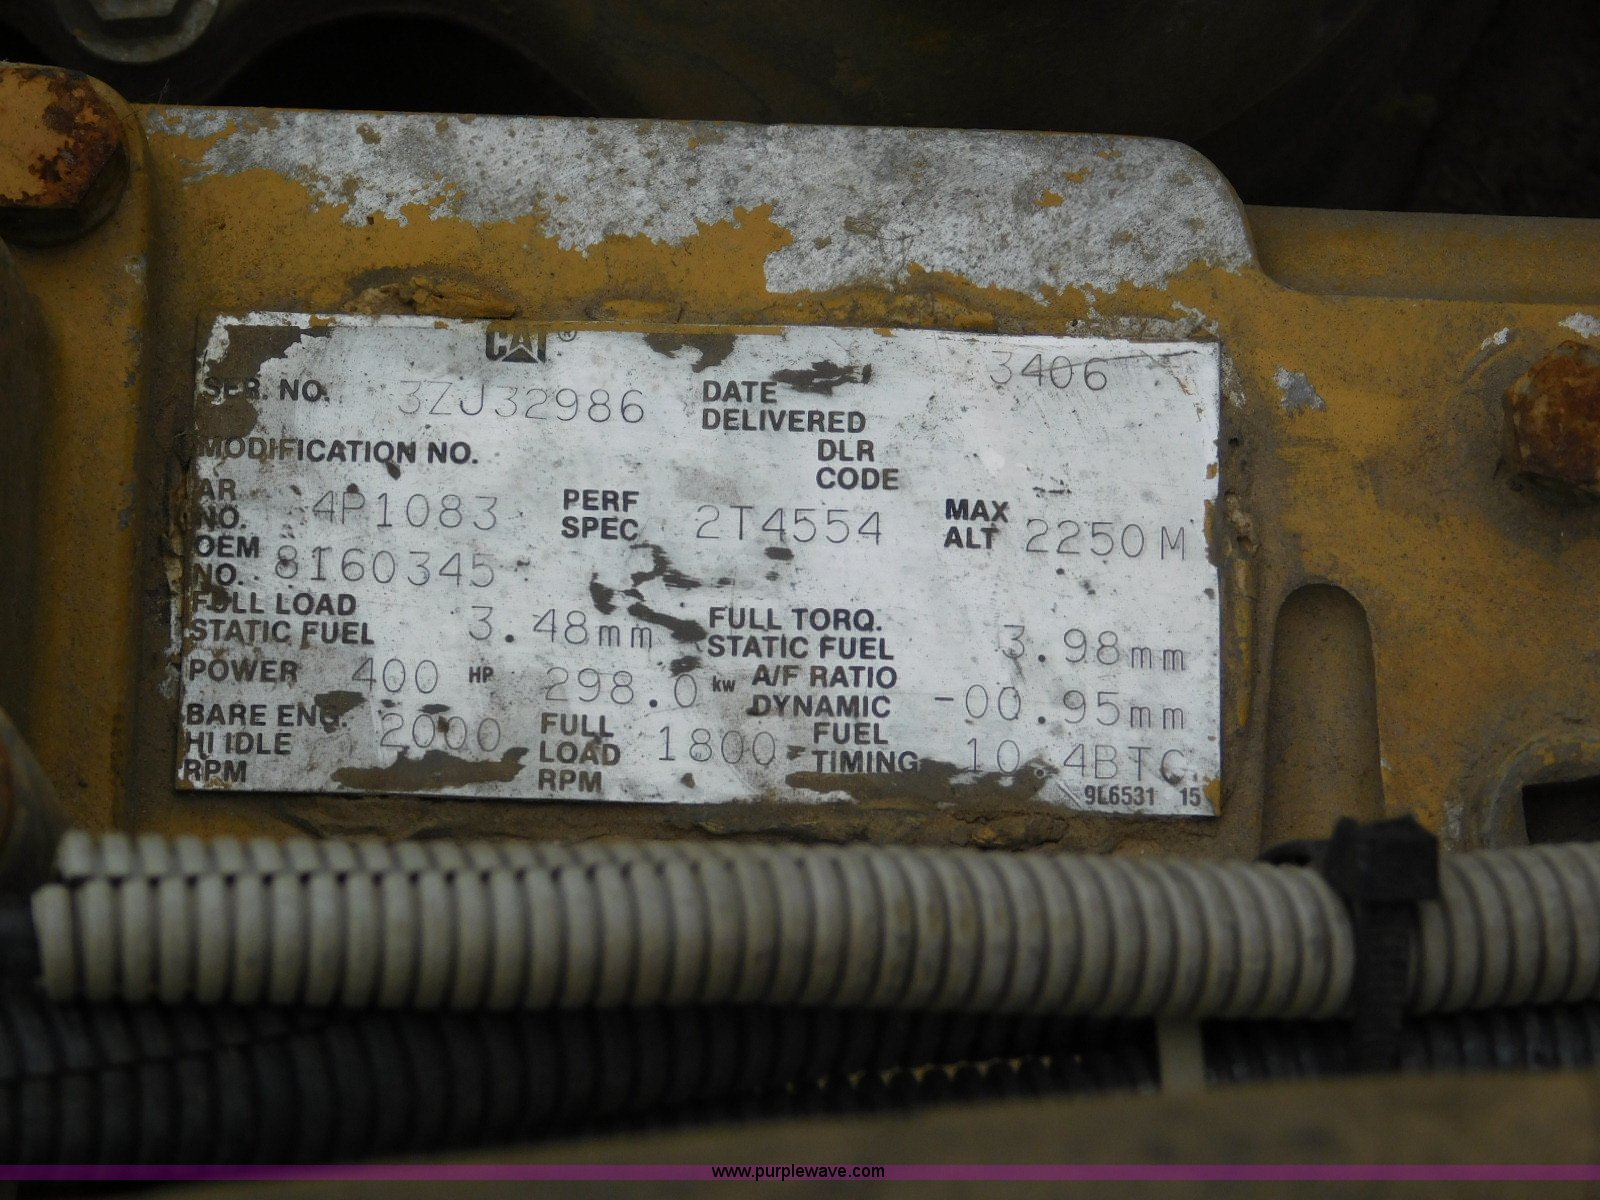 CAT ®
3406
SER. NO. 3ZJ32986 DATE DELIVERED
MODIFICATION NO. DLR CODE
AR NO. 4P1083 PERF SPEC 2T4554 MAX ALT 2250 M
OEM NO. 8160345
FULL LOAD STATIC FUEL 3.48mm FULL TORQ. STATIC FUEL 3.98mm
POWER 400 HP 298.0 kw A/F RATIO DYNAMIC -00.95mm
BARE ENG. HI IDLE RPM 2000 FULL LOAD RPM 1800 FUEL TIMING 10.4BTC
9L6531 15
www.purplewave.com